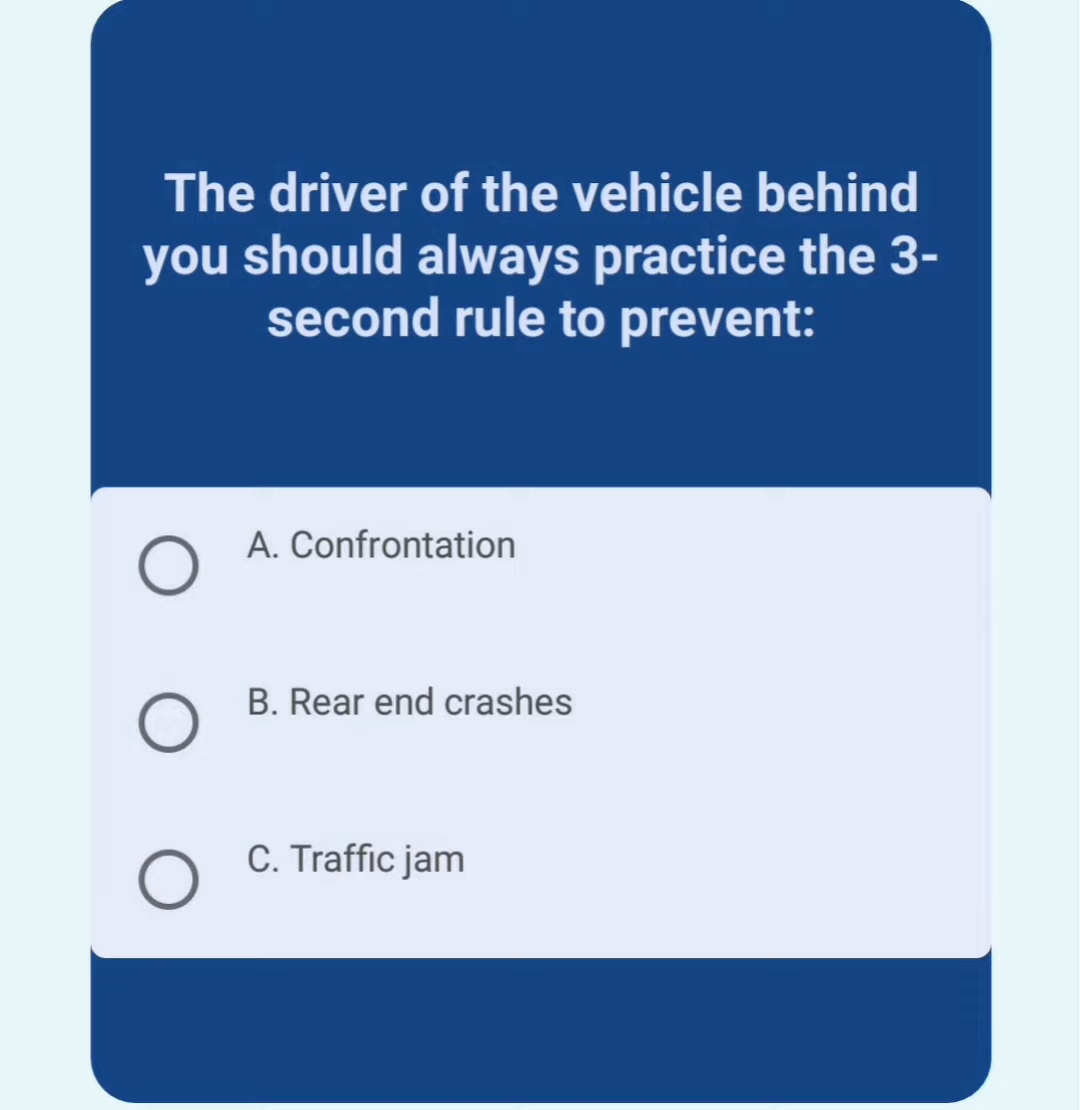 The driver of the vehicle behind
you should always practice the 3-
second rule to prevent:
A. Confrontation
B. Rear end crashes
C. Traffic jam